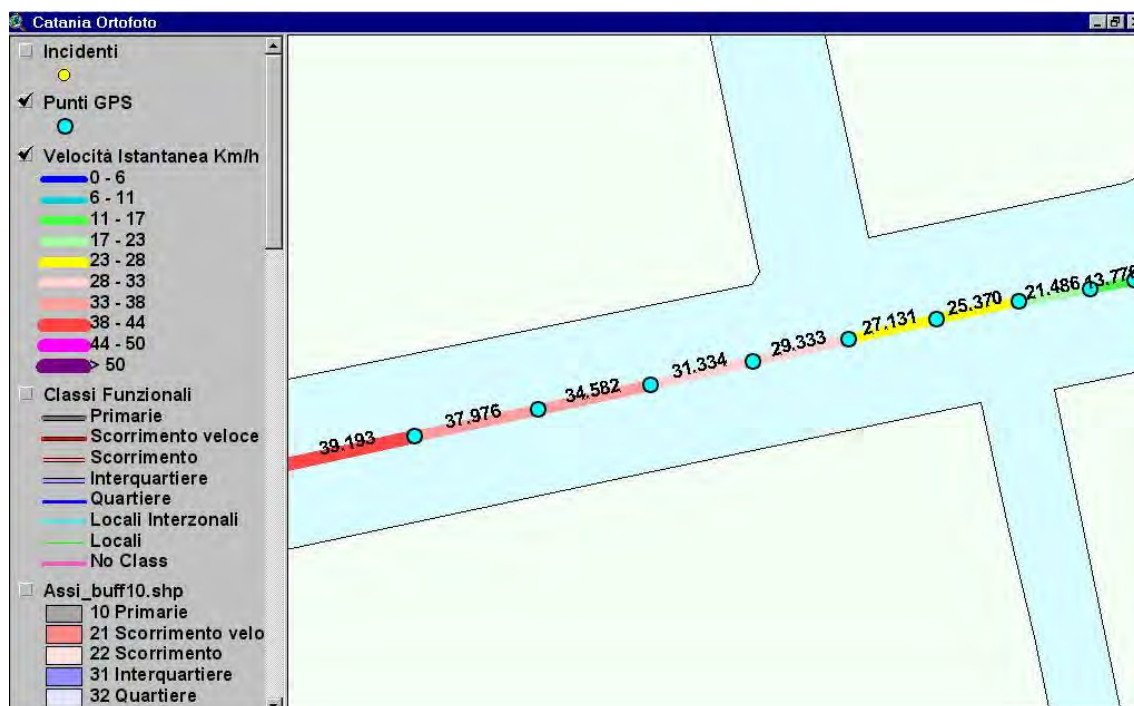 Catania Ortofoto
Incidenti
Punti GPS
Velocità Istantanea Km/h
0 - 6
6 - 11
11 - 17
17 - 23
23 - 28
28 - 33
33 - 38
38 - 44
44 - 50
> 50
Classi Funzionali
Primarie
Scorrimento veloce
Scorrimento
Interquartiere
Quartiere
Locali Interzonali
Locali
No Class
Assi_buff10.shp
10 Primarie
21 Scorrimento velo
22 Scorrimento
31 Interquartiere
32 Quartiere
39.193
37.976
34.582
31.334
29.333
27.131
25.370
21.486
13.778